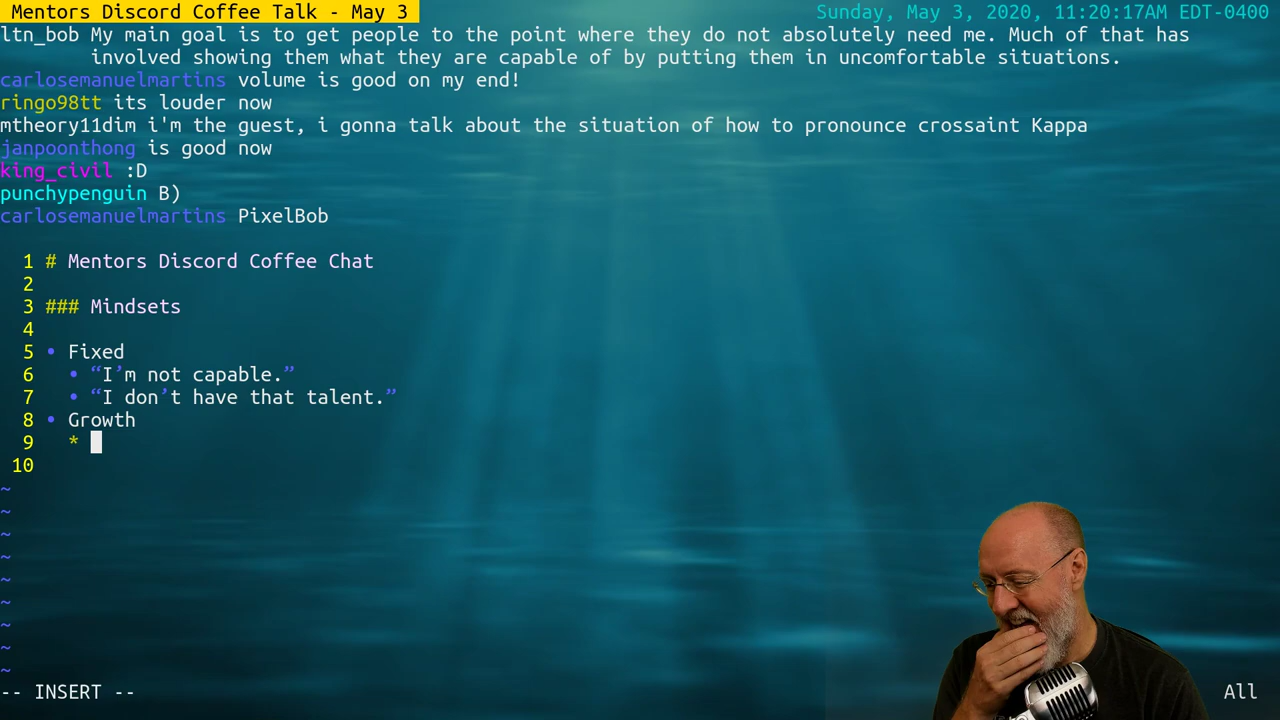 Mentors Discord Coffee Talk - May 3
Sunday, May 3, 2020, 11:20:17AM EDT-0400
ltn_bob My main goal is to get people to the point where they do not absolutely need me. Much of that has
involved showing them what they are capable of by putting them in uncomfortable situations.
carlosemanuelmartins volume is good on my end!
ringo98tt its louder now
mtheory11dim i'm the guest, i gonna talk about the situation of how to pronounce crossaint Kappa
janpoonthong is good now
king_civil :D
punchypenguin B)
carlosemanuelmartins PixelBob
1 # Mentors Discord Coffee Chat
2
3 ### Mindsets
4
5 • Fixed
6 • “I’m not capable.”
7 • “I don’t have that talent.”
8 • Growth
9 *
10
~
~
~
~
~
~
~
~
~
-- INSERT --
All